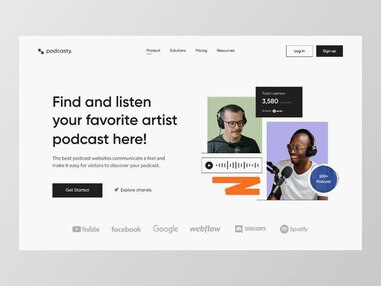 podcasty.
Product Solutions Pricing Resources
Log in Sign up
Find and listen
your favorite artist
podcast here!
The best podcast websites communicate a feel and
make it easy for visitors to discover your podcast.
Get Started Explore chanels
Total Listeners
3,580
Spotify
500+
Podcast
YouTube facebook Google webflow DISCORD Spotify